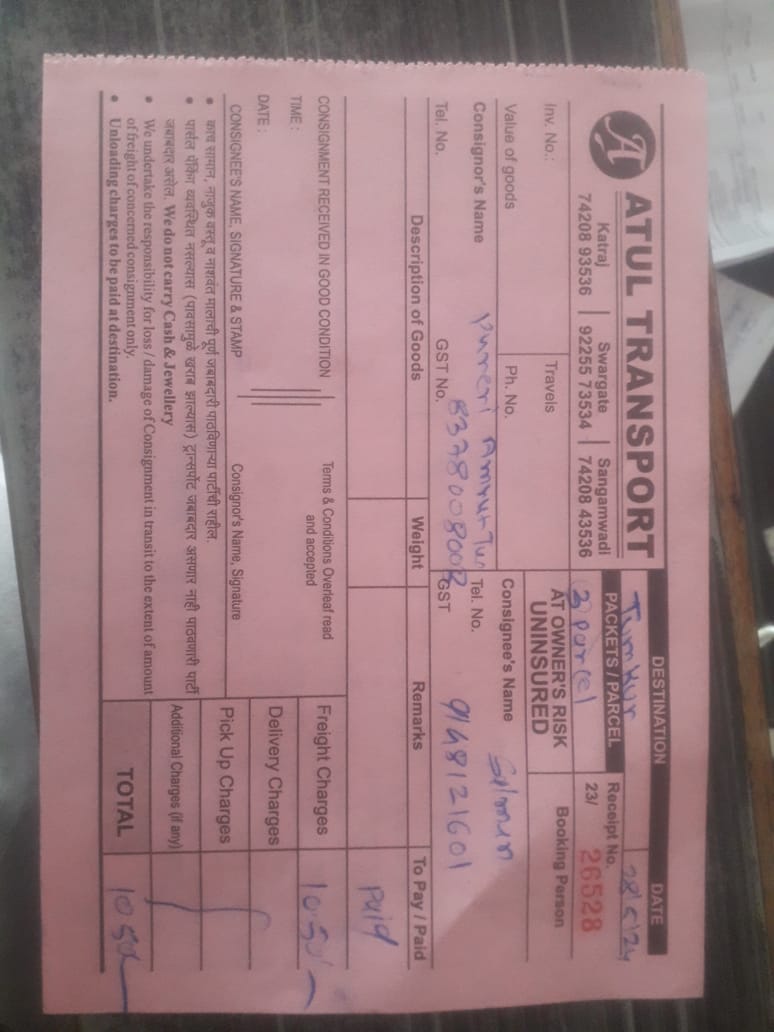 A ATUL TRANSPORT
Katraj | Swargate | Sangamwadi
74208 93536 | 92255 73534 | 74208 43536
DESTINATION DATE
Tumkur 28/5/24
PACKETS / PARCEL
(3) parcel
Receipt No.
23/ 26528
Inv. No.: Travels
AT OWNER'S RISK
UNINSURED
Booking Person
Value of goods Ph. No.
Consignor's Name Puneri
8378008008
Consignee's Name Salman
Tel. No. GST No.
Tel. No. 9148121601
GST
Description of Goods Weight Remarks To Pay / Paid
paid
CONSIGNMENT RECEIVED IN GOOD CONDITION
Terms & Conditions Overleaf read
and accepted
TIME :
DATE :
CONSIGNEE'S NAME, SIGNATURE & STAMP Consignor's Name, Signature
Freight Charges 1050/-
Delivery Charges
Pick Up Charges
Additional Charges (if any)
TOTAL 1050/-
• काच सामान, नाजुक वस्तू व नाशवंत मालाची पूर्ण जबाबदारी पाठविणाऱ्या पार्टीची राहील.
• पार्सल पॅकिंग व्यवस्थित नसल्यास (पावसामुळे खराब झाल्यास) ट्रान्सपोर्ट जबाबदार असणार नाही पाठवणारी पार्टी
जबाबदार असेल. We do not carry Cash & Jewellery
• We undertake the responsibility for loss / damage of Consignment in transit to the extent of amount
of freight of concerned consignment only.
• Unloading charges to be paid at destination.